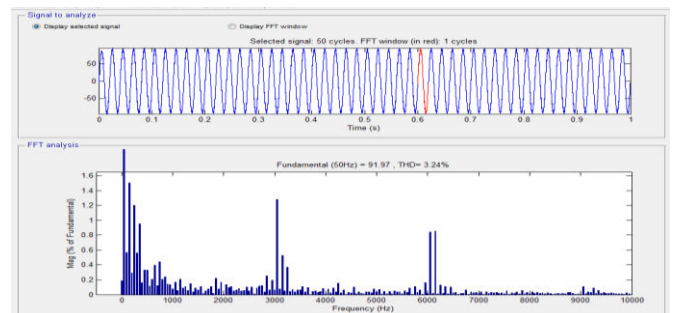 Signal to analyze
Display selected signal Display FFT window
Selected signal: 50 cycles. FFT window (in red): 1 cycles
50
0
-50
0 0.1 0.2 0.3 0.4 0.5 0.6 0.7 0.8 0.9 1
Time (s)
FFT analysis
Fundamental (50Hz) = 91.97 , THD= 3.24%
1.6
1.4
1.2
1
0.8
0.6
0.4
0.2
0
Mag (% of Fundamental)
0 1000 2000 3000 4000 5000 6000 7000 8000 9000 10000
Frequency (Hz)